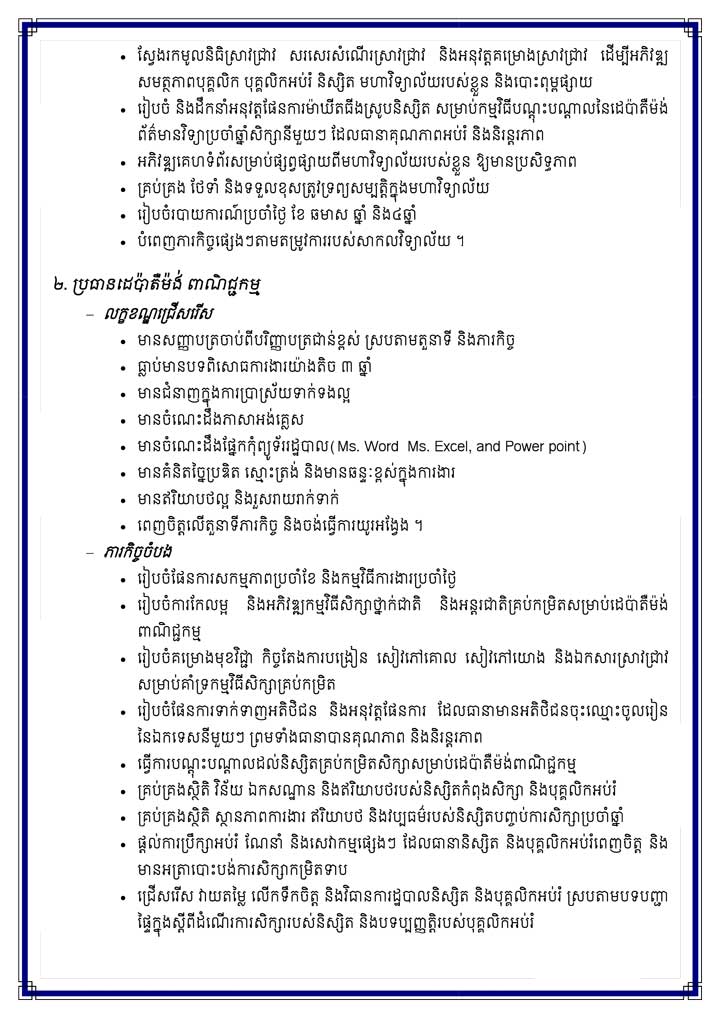 • ស្វែងរកមូលនិធិស្រាវជ្រាវ សរសេរសំណើរស្រាវជ្រាវ និងអនុវត្តគម្រោងស្រាវជ្រាវ ដើម្បីអភិវឌ្ឍ
សមត្ថភាពបុគ្គលិក បុគ្គលិកអប់រំ និស្សិត មហាវិទ្យាល័យរបស់ខ្លួន និងបោះពុម្ពផ្សាយ
• រៀបចំ និងដឹកនាំអនុវត្តផែនការម៉ាឃីតធីងស្រូបនិស្សិត សម្រាប់កម្មវិធីបណ្តុះបណ្តាលនៃដេប៉ាតឺម៉ង់
ព័ត៌មានវិទ្យាប្រចាំឆ្នាំសិក្សានីមួយៗ ដែលធានាគុណភាពអប់រំ និងនិរន្តរភាព
• អភិវឌ្ឍគេហទំព័រសម្រាប់ផ្សព្វផ្សាយពីមហាវិទ្យាល័យរបស់ខ្លួន ឱ្យមានប្រសិទ្ធភាព
• គ្រប់គ្រង ថែទាំ និងទទួលខុសត្រូវទ្រព្យសម្បត្តិក្នុងមហាវិទ្យាល័យ
• រៀបចំរបាយការណ៍ប្រចាំថ្ងៃ ខែ ឆមាស ឆ្នាំ និង៤ឆ្នាំ
• បំពេញភារកិច្ចផ្សេងៗតាមតម្រូវការរបស់សាកលវិទ្យាល័យ ។
២. ប្រធានដេប៉ាតឺម៉ង់ ពាណិជ្ជកម្ម
– លក្ខខណ្ឌជ្រើសរើស
• មានសញ្ញាបត្រចាប់ពីបរិញ្ញាបត្រជាន់ខ្ពស់ ស្របតាមតួនាទី និងភារកិច្ច
• ធ្លាប់មានបទពិសោធការងារយ៉ាងតិច ៣ ឆ្នាំ
• មានជំនាញក្នុងការប្រាស្រ័យទាក់ទងល្អ
• មានចំណេះដឹងភាសាអង់គ្លេស
• មានចំណេះដឹងផ្នែកកុំព្យូទ័ររដ្ឋបាល(Ms. Word Ms. Excel, and Power point)
• មានគំនិតច្នៃប្រឌិត ស្មោះត្រង់ និងមានឆន្ទៈខ្ពស់ក្នុងការងារ
• មានឥរិយាបថល្អ និងរួសរាយរាក់ទាក់
• ពេញចិត្តលើតួនាទីភារកិច្ច និងចង់ធ្វើការយូរអង្វែង ។
– ភារកិច្ចចំបង
• រៀបចំផែនការសកម្មភាពប្រចាំខែ និងកម្មវិធីការងារប្រចាំថ្ងៃ
• រៀបចំការកែលម្អ និងអភិវឌ្ឍកម្មវិធីសិក្សាថ្នាក់ជាតិ និងអន្តរជាតិគ្រប់កម្រិតសម្រាប់ដេប៉ាតឺម៉ង់
ពាណិជ្ជកម្ម
• រៀបចំគម្រោងមុខវិជ្ជា កិច្ចតែងការបង្រៀន សៀវភៅគោល សៀវភៅយោង និងឯកសារស្រាវជ្រាវ
សម្រាប់គាំទ្រកម្មវិធីសិក្សាគ្រប់កម្រិត
• រៀបចំផែនការទាក់ទាញអតិថិជន និងអនុវត្តផែនការ ដែលធានាមានអតិថិជនចុះឈ្មោះចូលរៀន
នៃឯកទេសនីមួយៗ ព្រមទាំងធានាបានគុណភាព និងនិរន្តរភាព
• ធ្វើការបណ្តុះបណ្តាលដល់និស្សិតគ្រប់កម្រិតសិក្សាសម្រាប់ដេប៉ាតឺម៉ង់ពាណិជ្ជកម្ម
• គ្រប់គ្រងស្ថិតិ វិន័យ ឯកសណ្ឋាន និងឥរិយាបថរបស់និស្សិតកំពុងសិក្សា និងបុគ្គលិកអប់រំ
• គ្រប់គ្រងស្ថិតិ ស្ថានភាពការងារ ឥរិយាបថ និងវប្បធម៌របស់និស្សិតបញ្ចប់ការសិក្សាប្រចាំឆ្នាំ
• ផ្តល់ការប្រឹក្សាអប់រំ ណែនាំ និងសេវាកម្មផ្សេងៗ ដែលធានានិស្សិត និងបុគ្គលិកអប់រំពេញចិត្ត និង
មានអត្រាបោះបង់ការសិក្សាកម្រិតទាប
• ជ្រើសរើស វាយតម្លៃ លើកទឹកចិត្ត និងវិធានការដ្ឋបាលនិស្សិត និងបុគ្គលិកអប់រំ ស្របតាមបទបញ្ជា
ផ្ទៃក្នុងស្តីពីដំណើរការសិក្សារបស់និស្សិត និងបទប្បញ្ញត្តិរបស់បុគ្គលិកអប់រំ